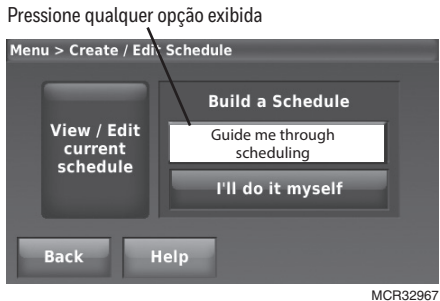 Pressione qualquer opção exibida
Menu > Create / Edit Schedule
Build a Schedule
View / Edit
current
schedule
Guide me through
scheduling
I'll do it myself
Back
Help
MCR32967